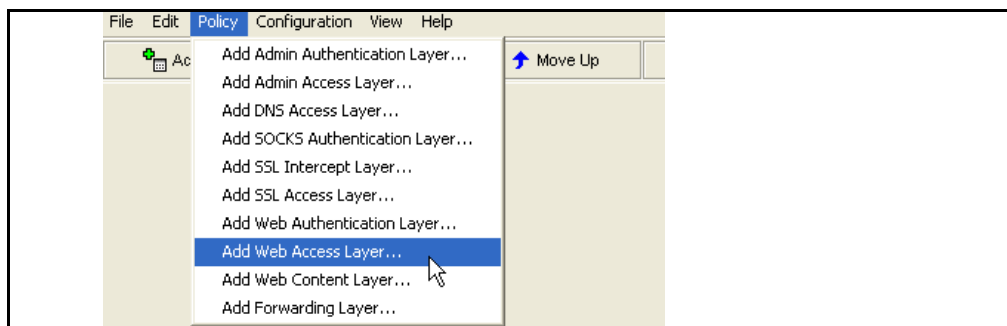 File Edit Policy Configuration View Help
Ac Move Up
Add Admin Authentication Layer...
Add Admin Access Layer...
Add DNS Access Layer...
Add SOCKS Authentication Layer...
Add SSL Intercept Layer...
Add SSL Access Layer...
Add Web Authentication Layer...
Add Web Access Layer...
Add Web Content Layer...
Add Forwarding Layer...